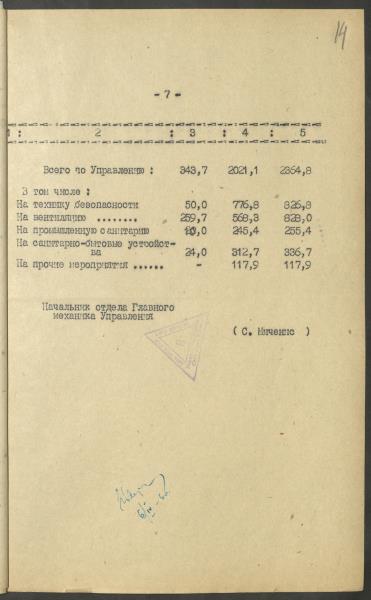 14
- 7 -
1 : 2 : 3 : 4 : 5
Всего по Управлению : 343,7 2021,1 2364,8
В том числе :
На технику безопасности 50,0 776,8 826,8
На вентиляцию ........ 259,7 568,3 828,0
На промышленную санитарию 10,0 245,4 255,4
На санитарно-бытовые устройст-
ва 24,0 312,7 336,7
На прочие мероприятия ...... - 117,9 117,9
Начальник отдела Главного
механика Управления
( С. Минченис )